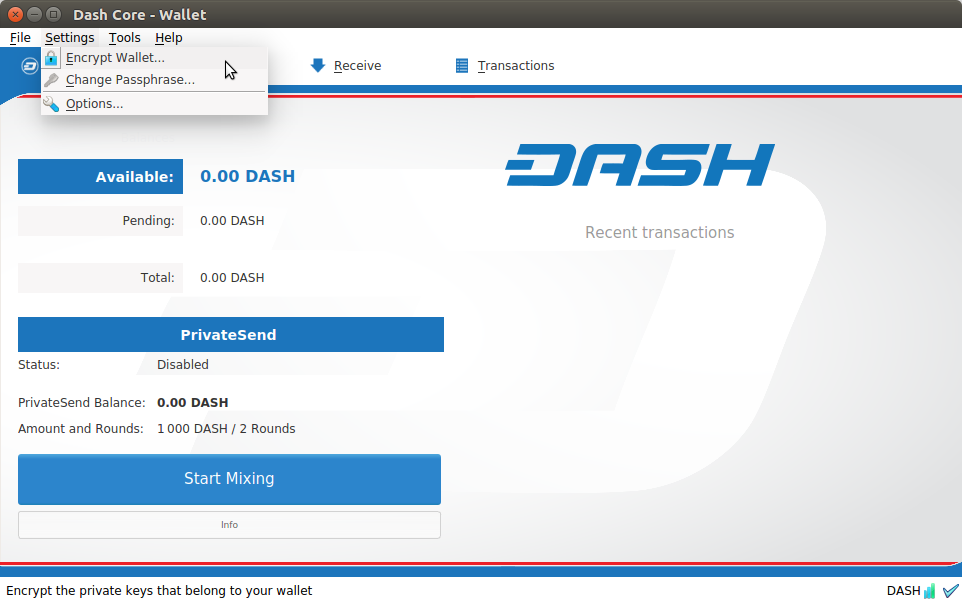 Dash Core - Wallet
File Settings Tools Help
Encrypt Wallet...
Change Passphrase...
Options...
Receive
Transactions
Available: 0.00 DASH
Pending: 0.00 DASH
Total: 0.00 DASH
DASH
Recent transactions
PrivateSend
Status: Disabled
PrivateSend Balance: 0.00 DASH
Amount and Rounds: 1 000 DASH / 2 Rounds
Start Mixing
Info
Encrypt the private keys that belong to your wallet
DASH